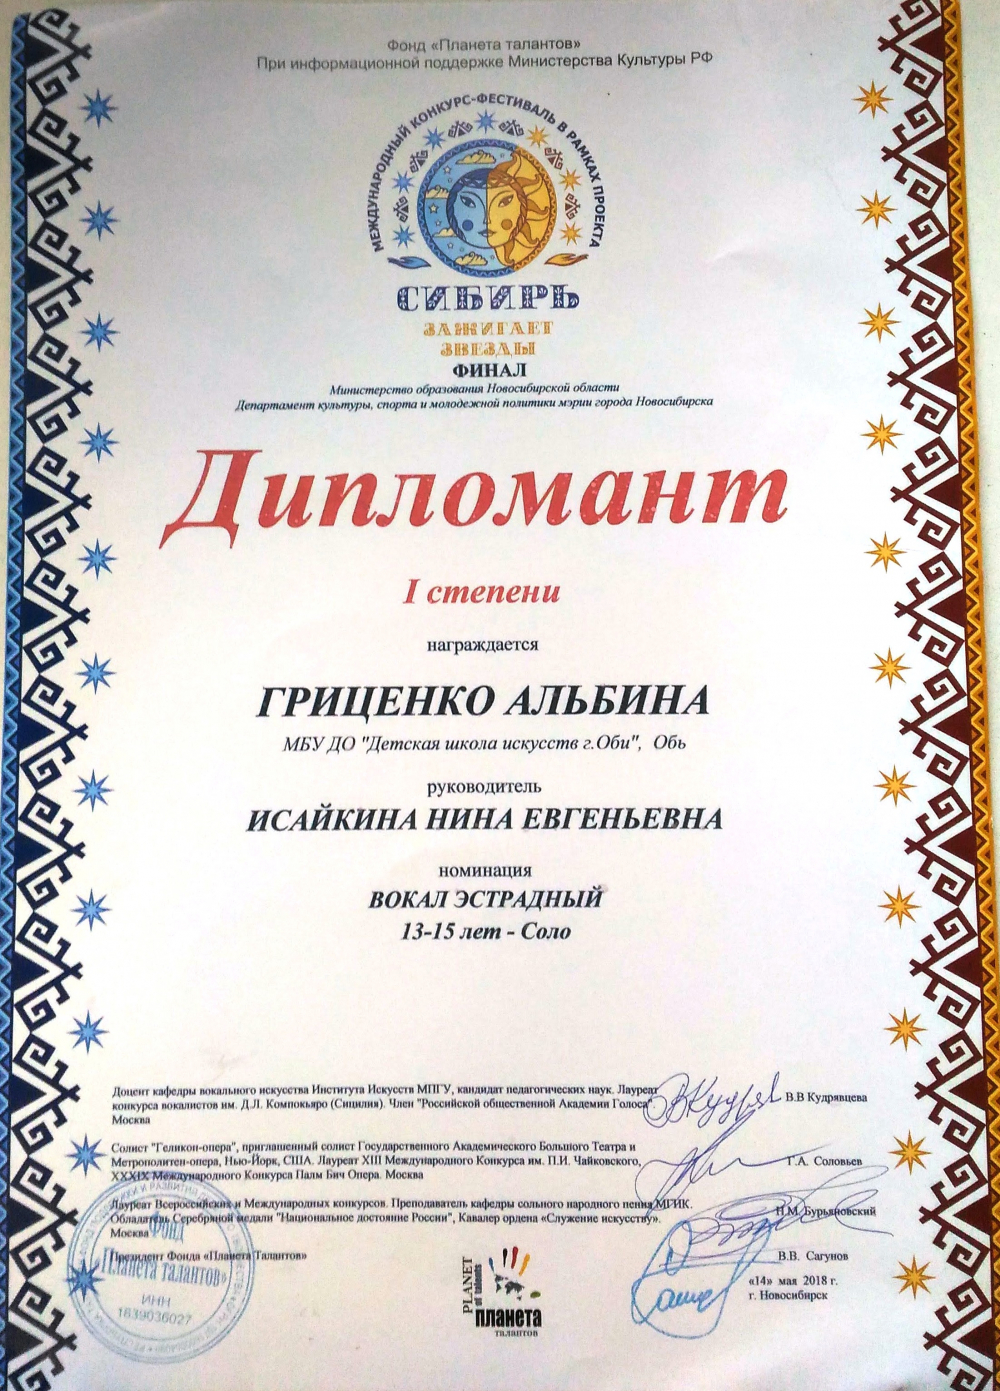 Фонд «Планета талантов»
При информационной поддержке Министерства Культуры РФ
МЕЖДУНАРОДНЫЙ КОНКУРС-ФЕСТИВАЛЬ В РАМКАХ ПРОЕКТА
СИБИРЬ
ЗАЖИГАЕТ
ЗВЕЗДЫ
ФИНАЛ
Министерство образования Новосибирской области
Департамент культуры, спорта и молодежной политики мэрии города Новосибирска
Дипломант
I степени
награждается
ГРИЦЕНКО АЛЬБИНА
МБУ ДО "Детская школа искусств г.Оби", Обь
руководитель
ИСАЙКИНА НИНА ЕВГЕНЬЕВНА
номинация
ВОКАЛ ЭСТРАДНЫЙ
13-15 лет - Соло
Доцент кафедры вокального искусства Института Искусств МПГУ, кандидат педагогических наук. Лауреат
конкурса вокалистов им. Д.Л. Компокьяро (Сицилия). Член "Российской общественной Академии Голоса".
Москва
В.В Кудрявцева
Солист "Геликон-опера", приглашенный солист Государственного Академического Большого Театра и
Метрополитен-опера, Нью-Йорк, США. Лауреат XIII Международного Конкурса им. П.И. Чайковского,
XXXIX Международного Конкурса Палм Бич Опера. Москва
Г.А. Соловьев
Лауреат Всероссийских и Международных конкурсов. Преподаватель кафедры сольного народного пения МГИК.
Обладатель Серебряной медали "Национальное достояние России", Кавалер ордена «Служение искусству».
Москва
Н.М. Бурьяновский
Президент Фонда «Планета Талантов»
В.В. Сагунов
«14» мая 2018 г.
г. Новосибирск
ФОНД
«Планета талантов»
ИНН
1639036027
PLANET
of talents
планета
талантов